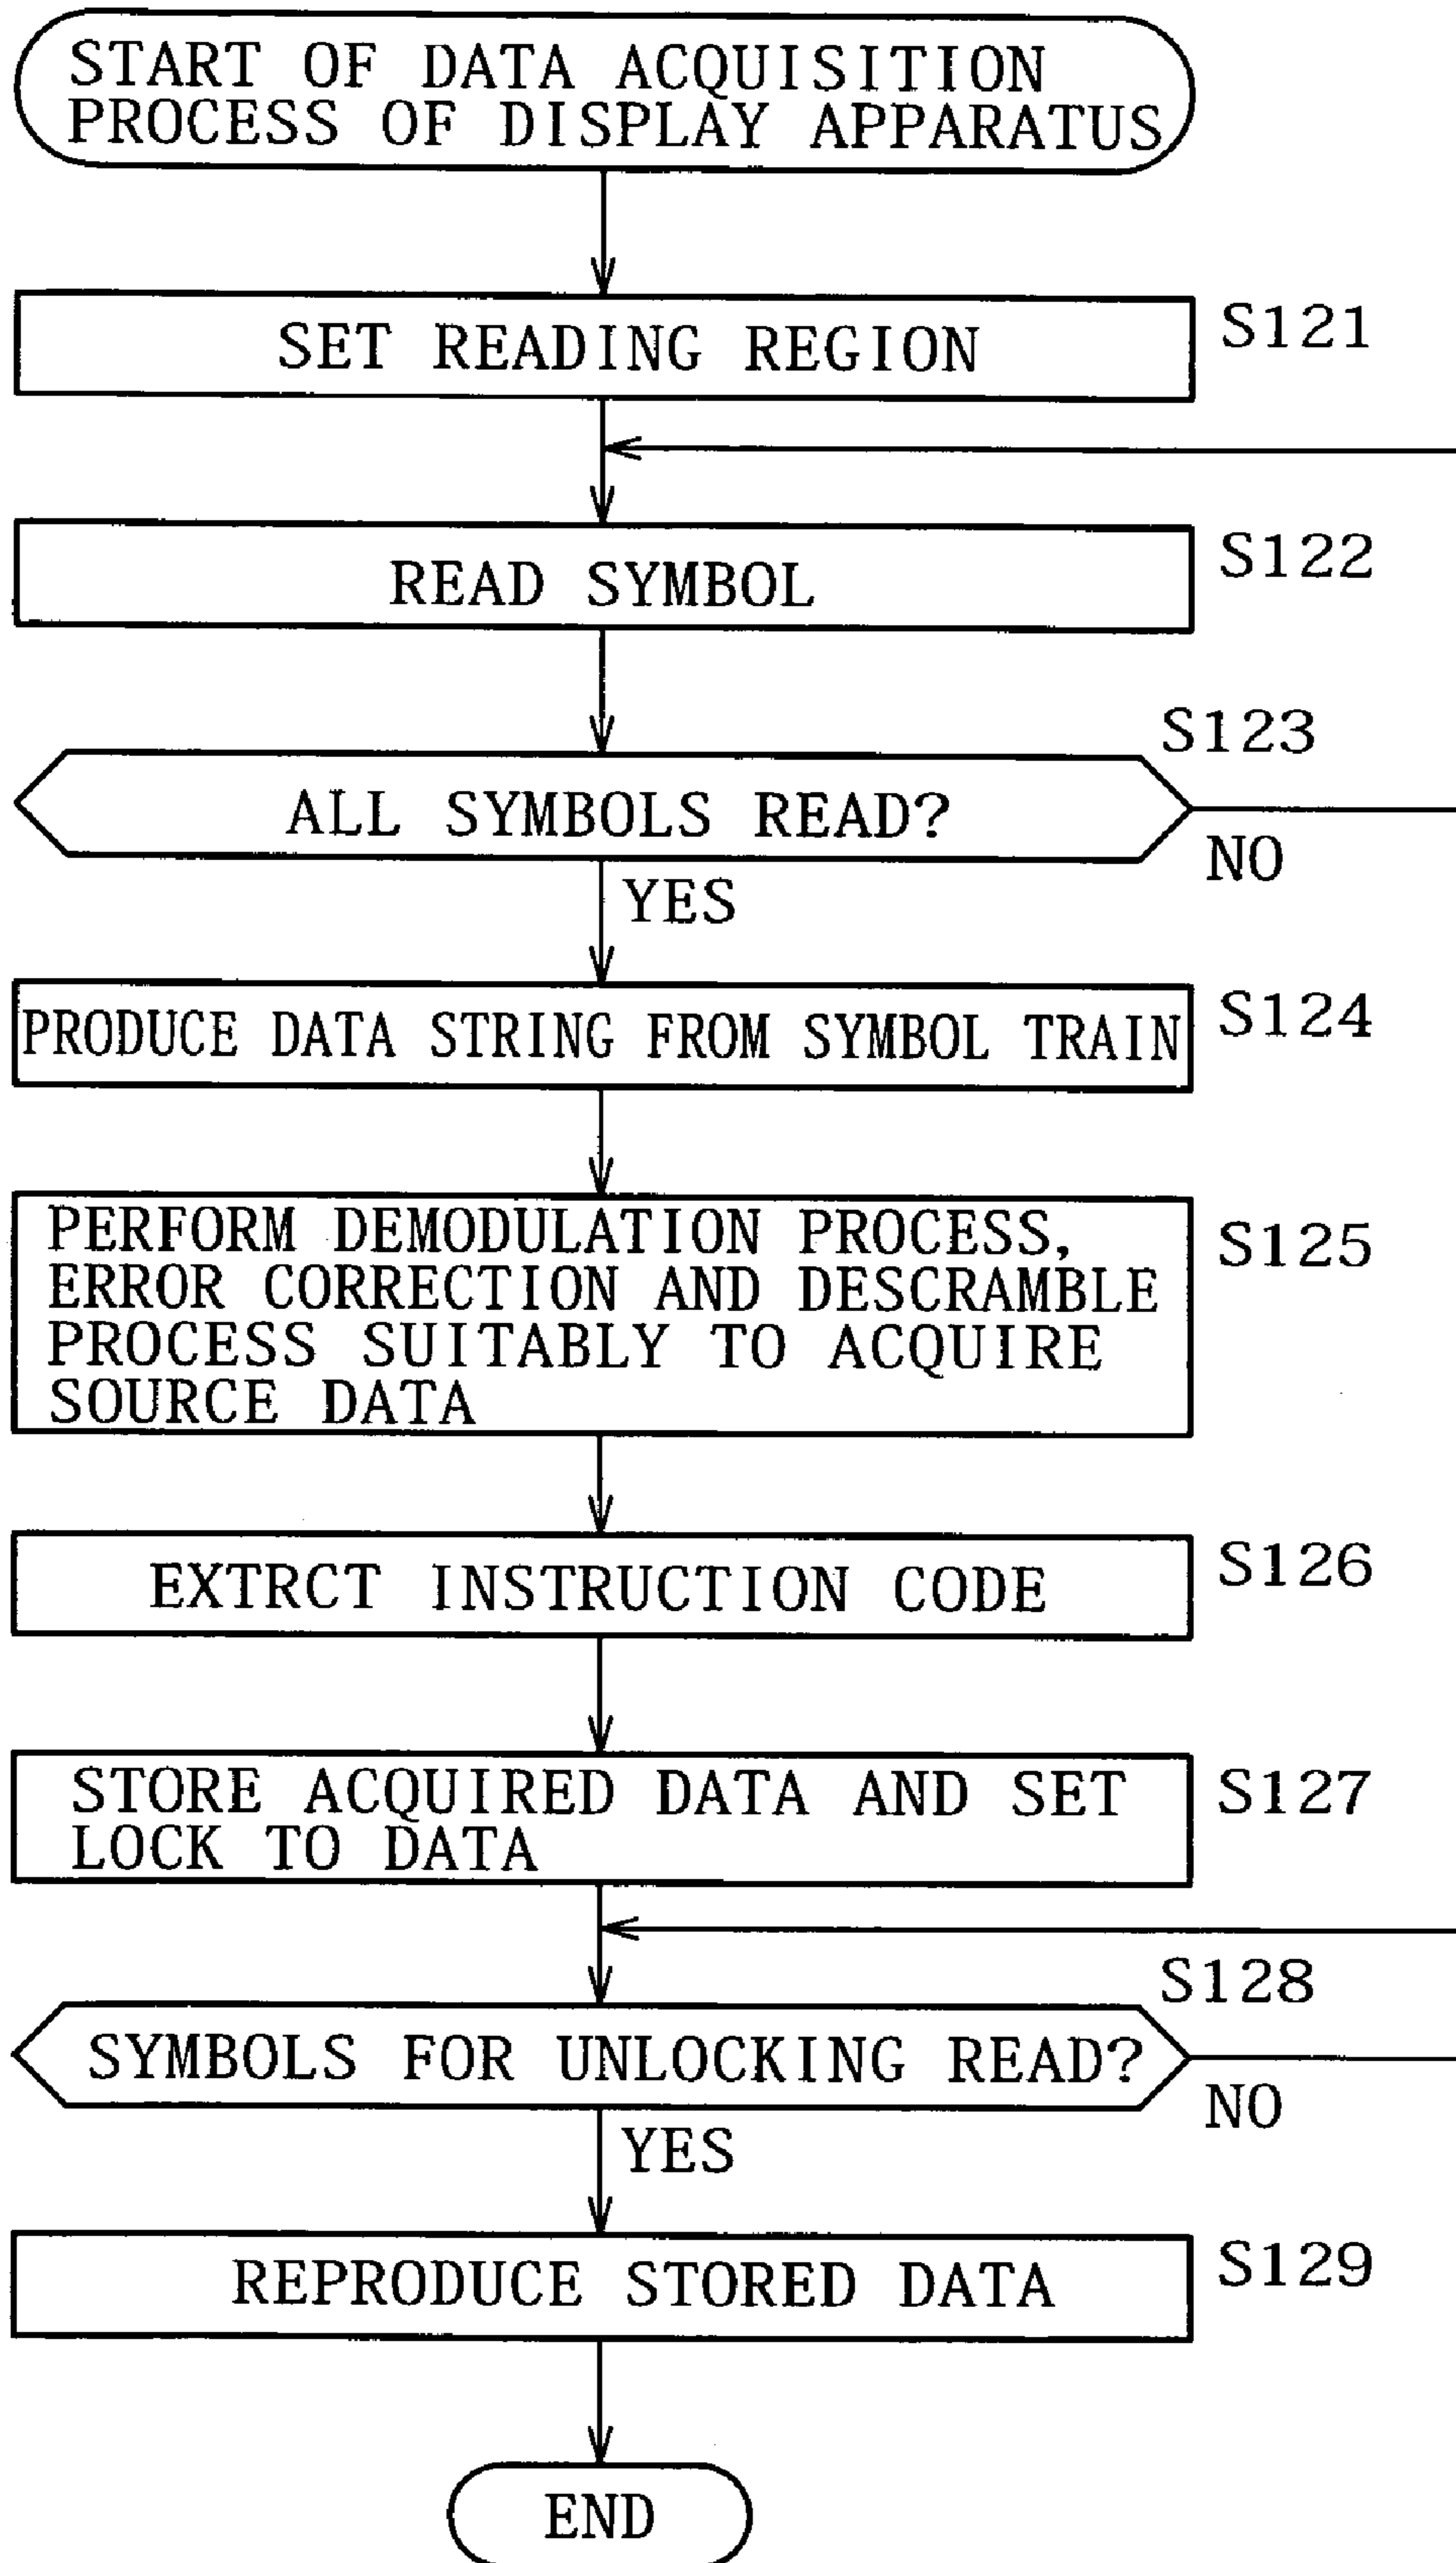 START OF DATA ACQUISITION
PROCESS OF DISPLAY APPARATUS
SET READING REGION
S121
READ SYMBOL
S122
S123
ALL SYMBOLS READ?
NO
YES
PRODUCE DATA STRING FROM SYMBOL TRAIN
S124
PERFORM DEMODULATION PROCESS,
ERROR CORRECTION AND DESCRAMBLE
PROCESS SUITABLY TO ACQUIRE
SOURCE DATA
S125
EXTRCT INSTRUCTION CODE
S126
STORE ACQUIRED DATA AND SET
LOCK TO DATA
S127
S128
SYMBOLS FOR UNLOCKING READ?
NO
YES
REPRODUCE STORED DATA
S129
END